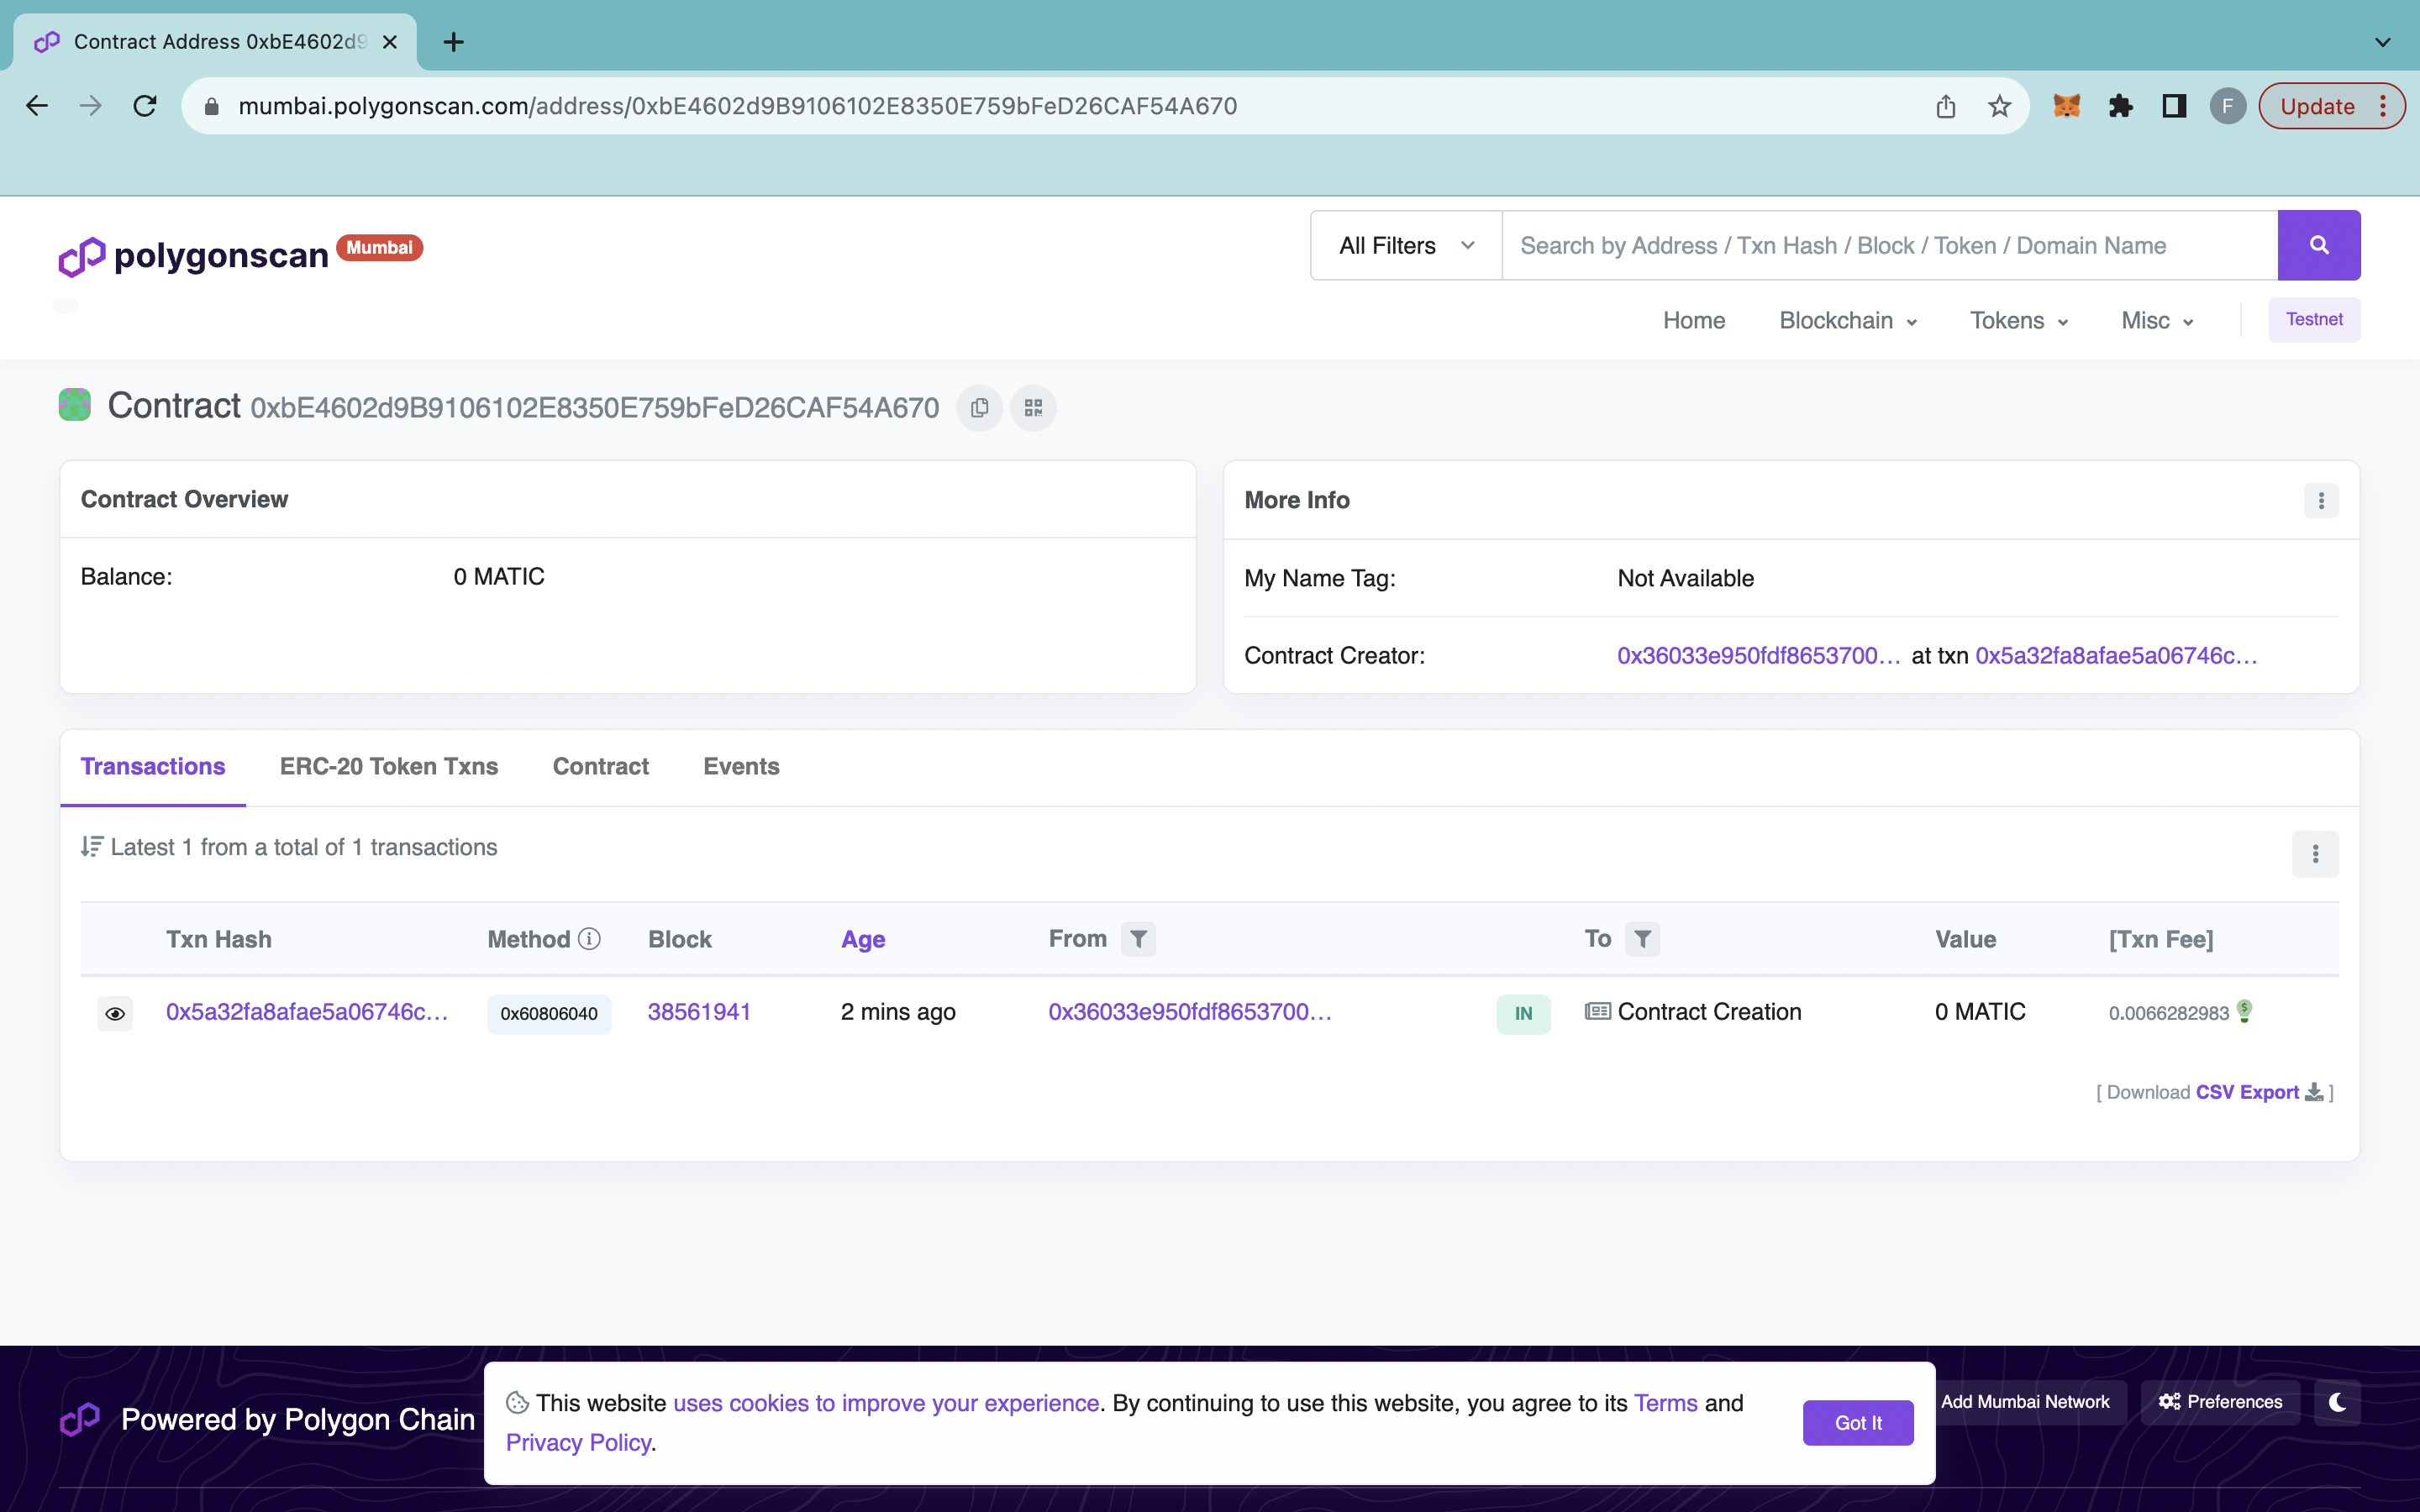 Contract Address 0xbE4602d9
mumbai.polygonscan.com/address/0xbE4602d9B9106102E8350E759bFeD26CAF54A670
F
Update
polygonscan Mumbai
All Filters
Search by Address / Txn Hash / Block / Token / Domain Name
Home Blockchain Tokens Misc Testnet
Contract 0xbE4602d9B9106102E8350E759bFeD26CAF54A670
Contract Overview
Balance: 0 MATIC
More Info
My Name Tag: Not Available
Contract Creator: 0x36033e950fdf8653700... at txn 0x5a32fa8afae5a06746c...
Transactions ERC-20 Token Txns Contract Events
Latest 1 from a total of 1 transactions
Txn Hash Method Block Age From To Value [Txn Fee]
0x5a32fa8afae5a06746c... 0x60806040 38561941 2 mins ago 0x36033e950fdf8653700... IN Contract Creation 0 MATIC 0.0066282983
[ Download CSV Export ]
Powered by Polygon Chain
This website uses cookies to improve your experience. By continuing to use this website, you agree to its Terms and
Privacy Policy.
Got It
Add Mumbai Network
Preferences